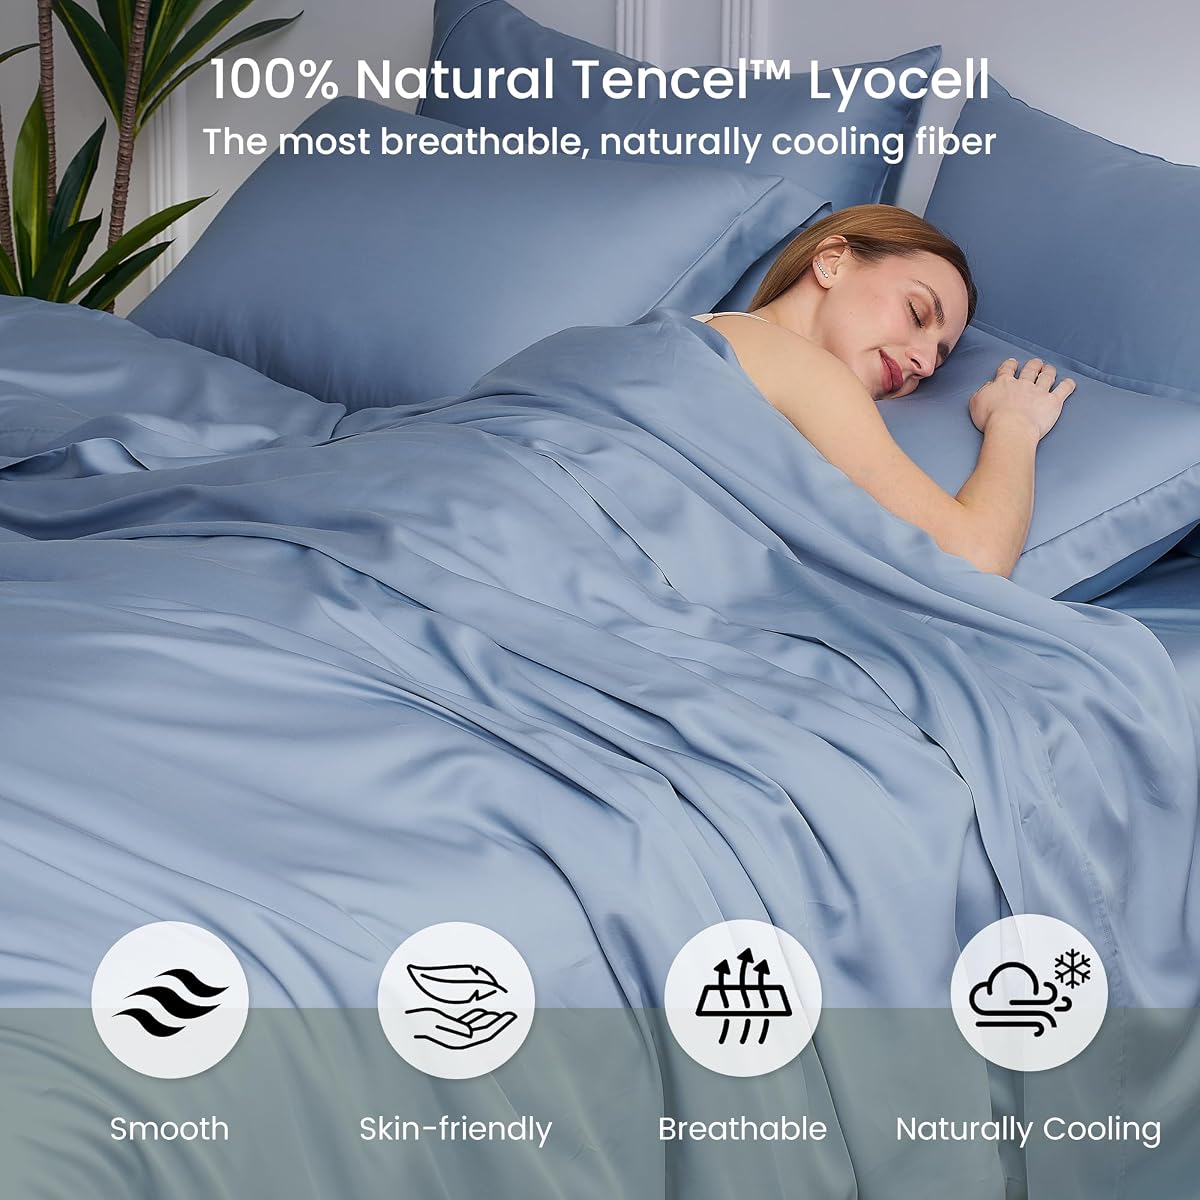 100% Natural Tencel™ Lyocell
The most breathable, naturally cooling fiber
Smooth
Skin-friendly
Breathable
Naturally Cooling